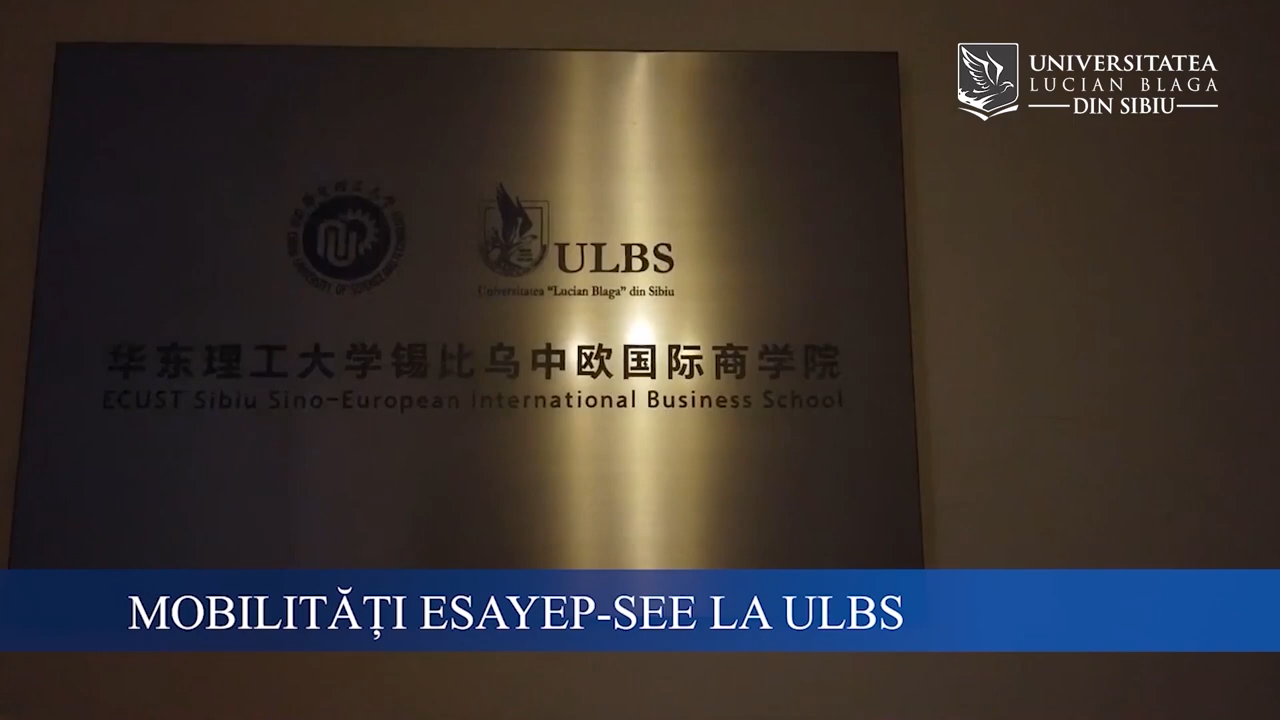 UNIVERSITATEA
LUCIAN BLAGA
DIN SIBIU
ULBS
Universitatea "Lucian Blaga" din Sibiu
华东理工大学锡比乌中欧国际商学院
ECUST Sibiu Sino-European International Business School
MOBILITĂȚI ESAYEP-SEE LA ULBS